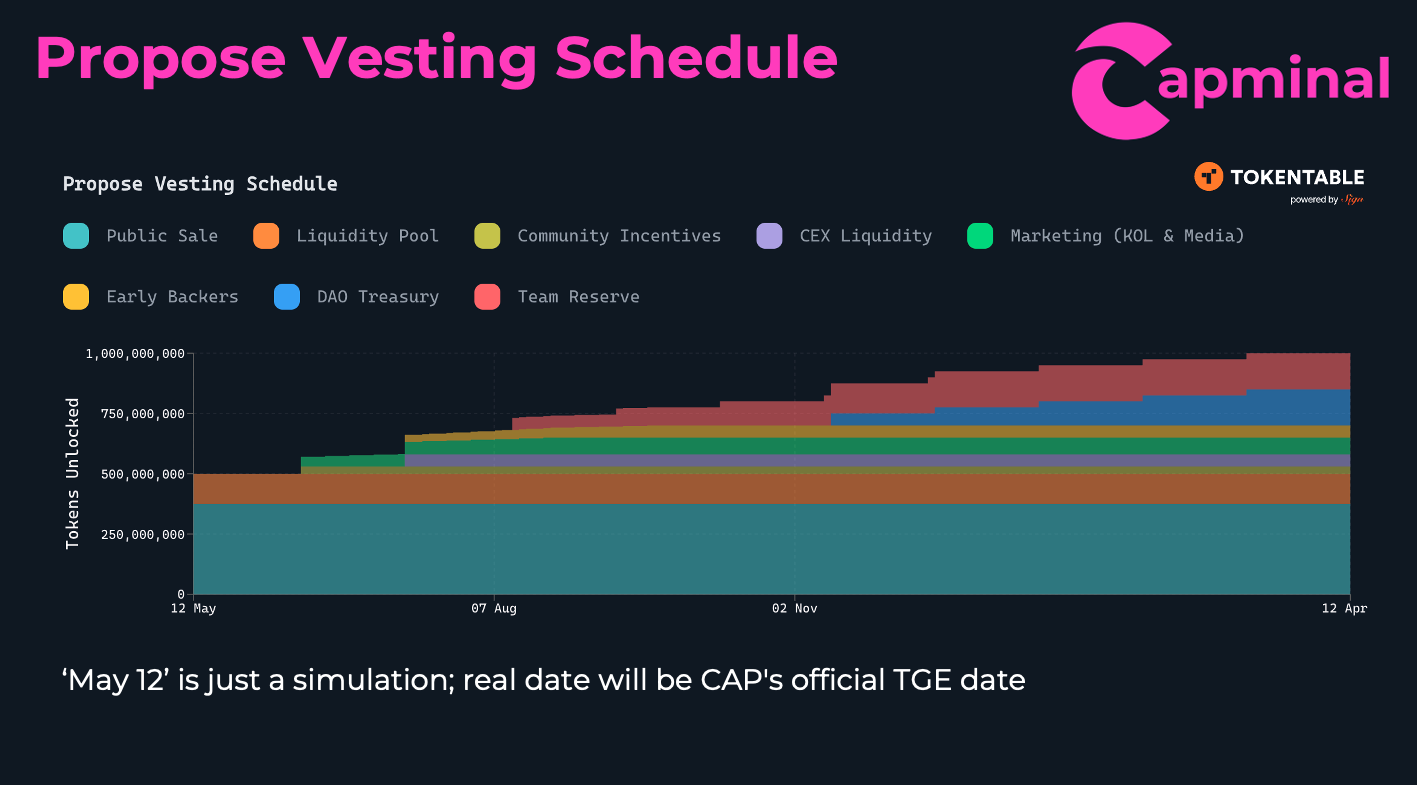 Propose Vesting Schedule
Capminal
Propose Vesting Schedule
TOKENTABLE
powered by Sign
Public Sale
Liquidity Pool
Community Incentives
CEX Liquidity
Marketing (KOL & Media)
Early Backers
DAO Treasury
Team Reserve
Tokens Unlocked
1,000,000,000
750,000,000
500,000,000
250,000,000
0
12 May
07 Aug
02 Nov
12 Apr
‘May 12’ is just a simulation; real date will be CAP's official TGE date